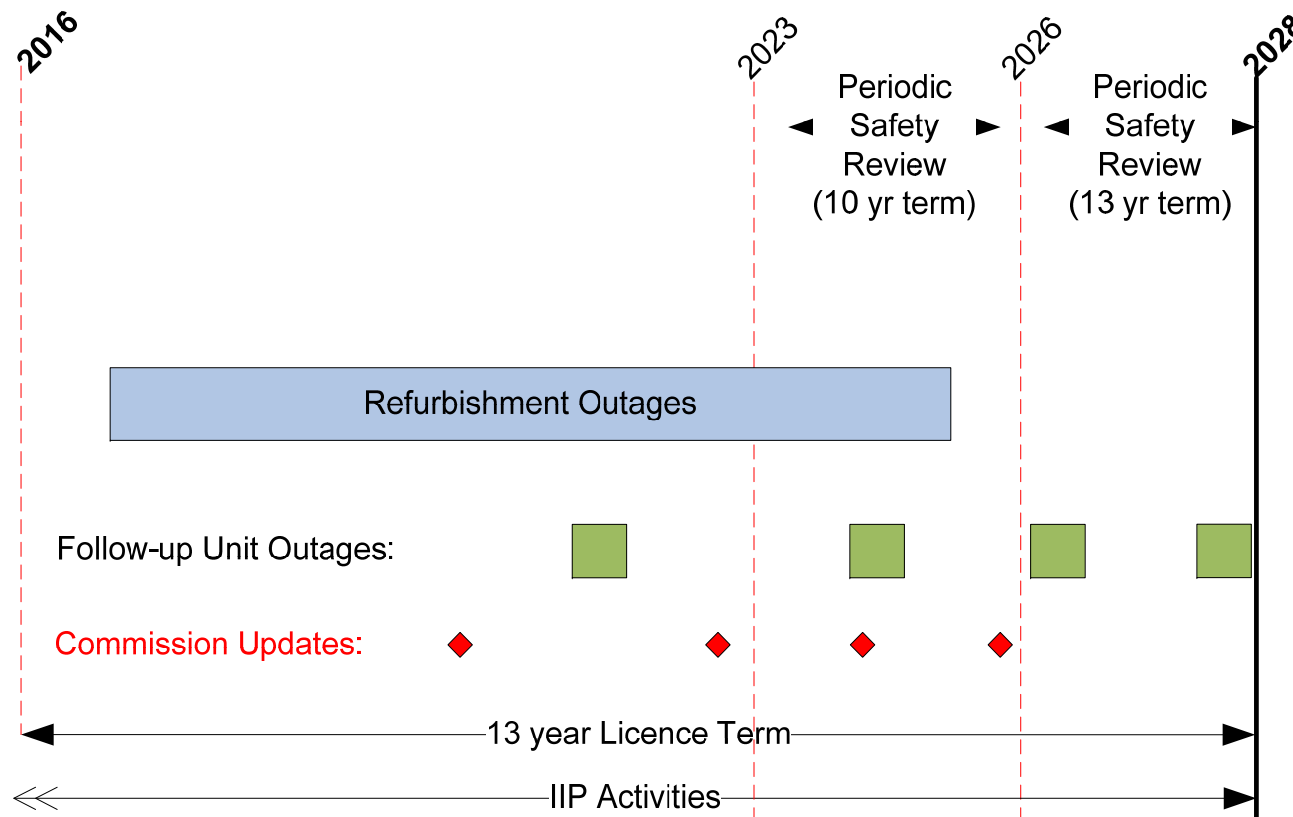 2016
2023
2026
2028
Periodic
Safety
Review
(10 yr term)
Periodic
Safety
Review
(13 yr term)
Refurbishment Outages
Follow-up Unit Outages:
Commission Updates:
13 year Licence Term
IIP Activities